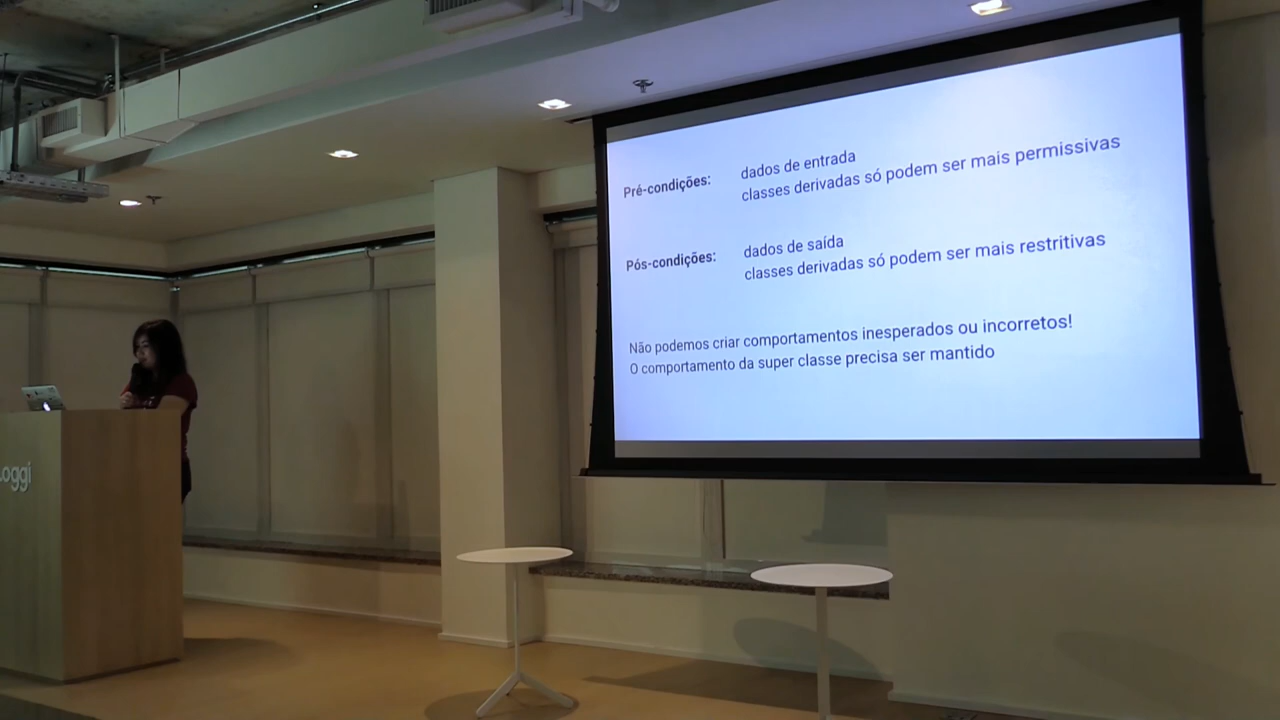 Pré-condições:
dados de entrada
classes derivadas só podem ser mais permissivas
Pós-condições:
dados de saída
classes derivadas só podem ser mais restritivas
Não podemos criar comportamentos inesperados ou incorretos!
O comportamento da super classe precisa ser mantido
Loggi